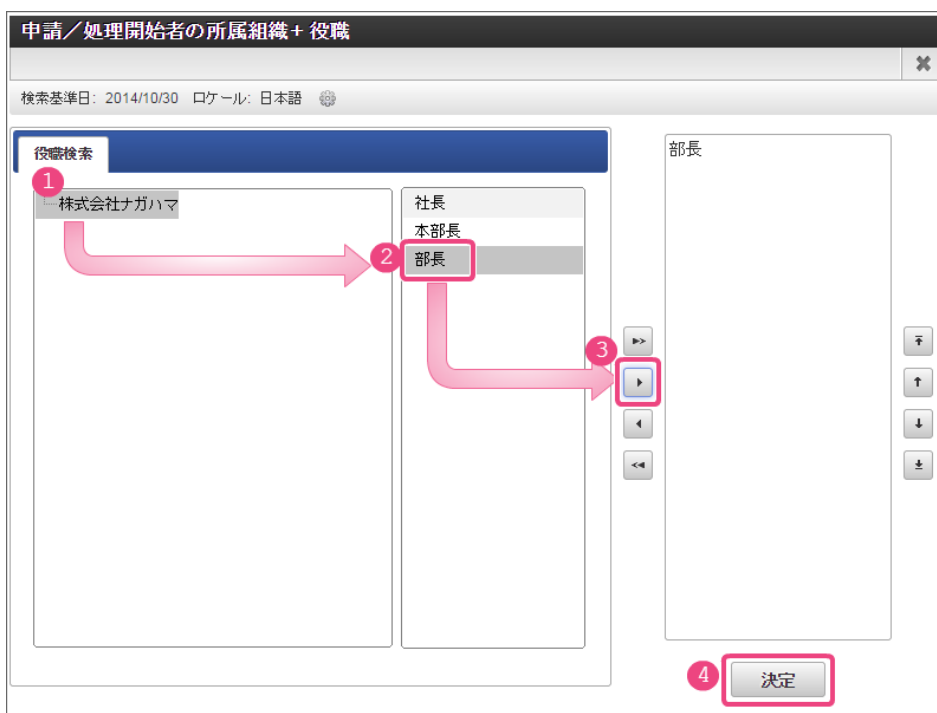 申請／処理開始者の所属組織＋役職
検索基準日: 2014/10/30 ロケール: 日本語
役職検索
1
株式会社ナガハマ
社長
本部長
2
部長
3
部長
4
決定